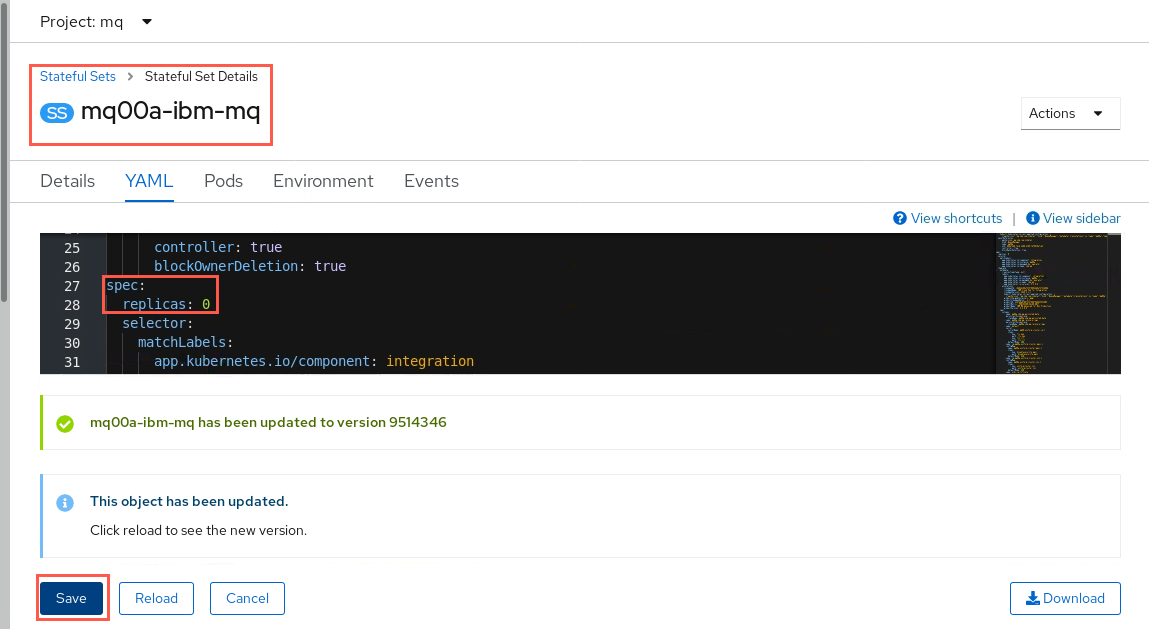 Project: mq
Stateful Sets > Stateful Set Details
SS mq00a-ibm-mq
Actions
Details YAML Pods Environment Events
View shortcuts | View sidebar
25 controller: true
26 blockOwnerDeletion: true
27 spec:
28 replicas: 0
29 selector:
30 matchLabels:
31 app.kubernetes.io/component: integration
mq00a-ibm-mq has been updated to version 9514346
This object has been updated.
Click reload to see the new version.
Save Reload Cancel Download